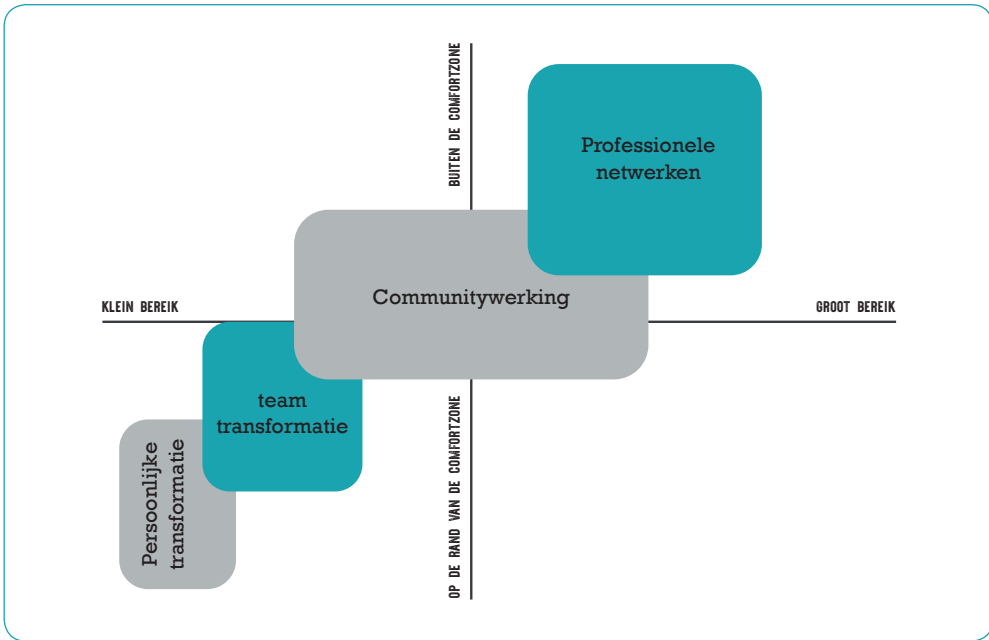 BUITEN DE COMFORTZONE
Professionele
netwerken
Communitywerking
KLEIN BEREIK
GROOT BEREIK
team
transformatie
Persoonlijke
transformatie
OP DE RAND VAN DE COMFORTZONE